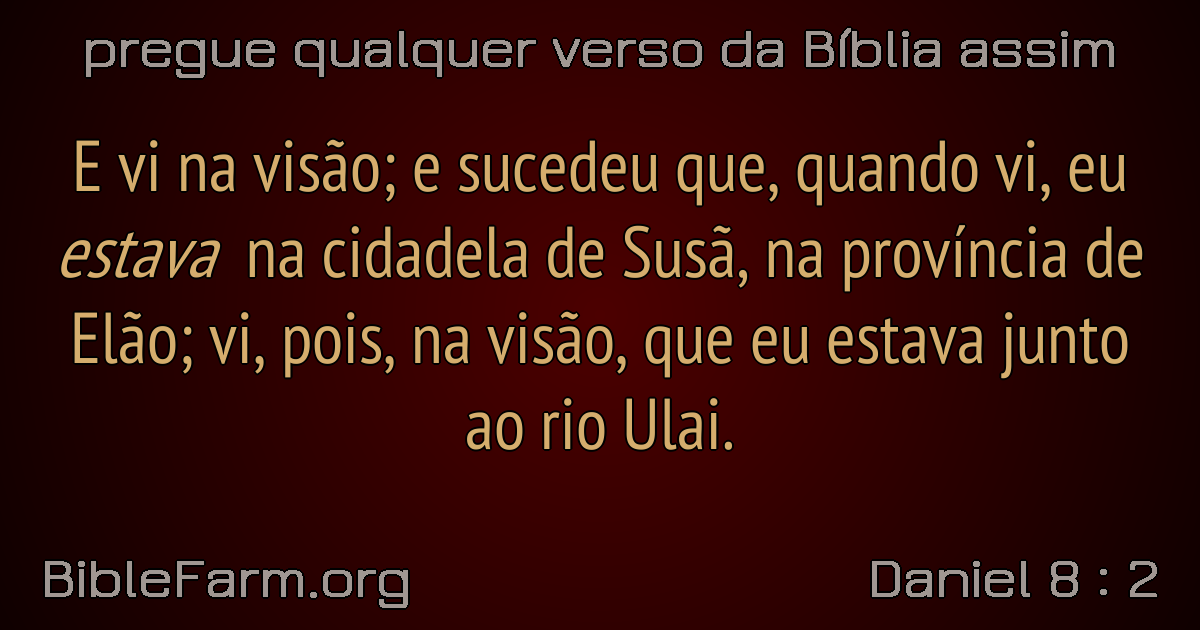 pregue qualquer verso da Bíblia assim
E vi na visão; e sucedeu que, quando vi, eu
estava na cidadela de Susã, na província de
Elão; vi, pois, na visão, que eu estava junto
ao rio Ulai.
BibleFarm.org
Daniel 8 : 2